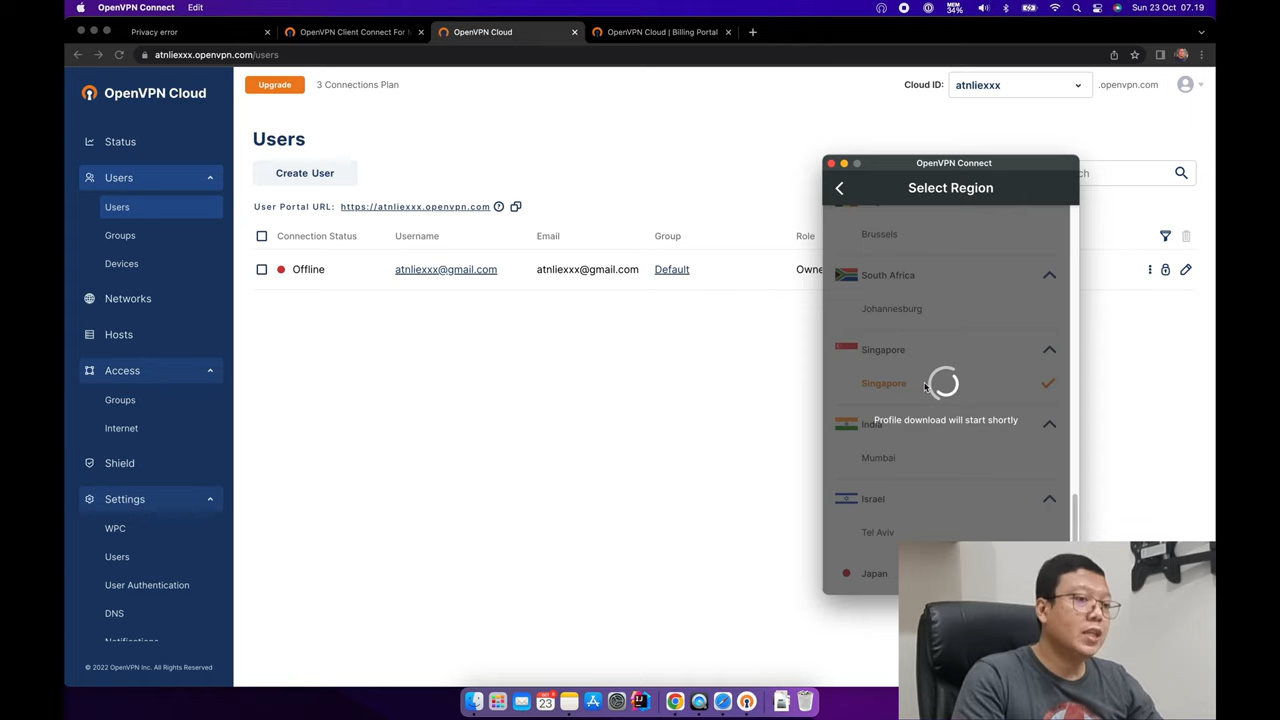 OpenVPN Connect Edit
MEM 34%
Sun 23 Oct 07.19
Privacy error
OpenVPN Client Connect For
OpenVPN Cloud
OpenVPN Cloud | Billing Portal
atnliexxx.openvpn.com/users
OpenVPN Cloud
Upgrade 3 Connections Plan
Cloud ID: atnliexxx .openvpn.com
Status
Users
Users
Groups
Devices
Networks
Hosts
Access
Groups
Internet
Shield
Settings
WPC
Users
User Authentication
DNS
Notifications
© 2022 OpenVPN Inc. All Rights Reserved
Users
Create User
User Portal URL: https://atnliexxx.openvpn.com
Connection Status Username Email Group Role
Offline atnliexxx@gmail.com atnliexxx@gmail.com Default Owne
OpenVPN Connect
Select Region
Brussels
South Africa
Johannesburg
Singapore
Singapore
Profile download will start shortly
India
Mumbai
Israel
Tel Aviv
Japan